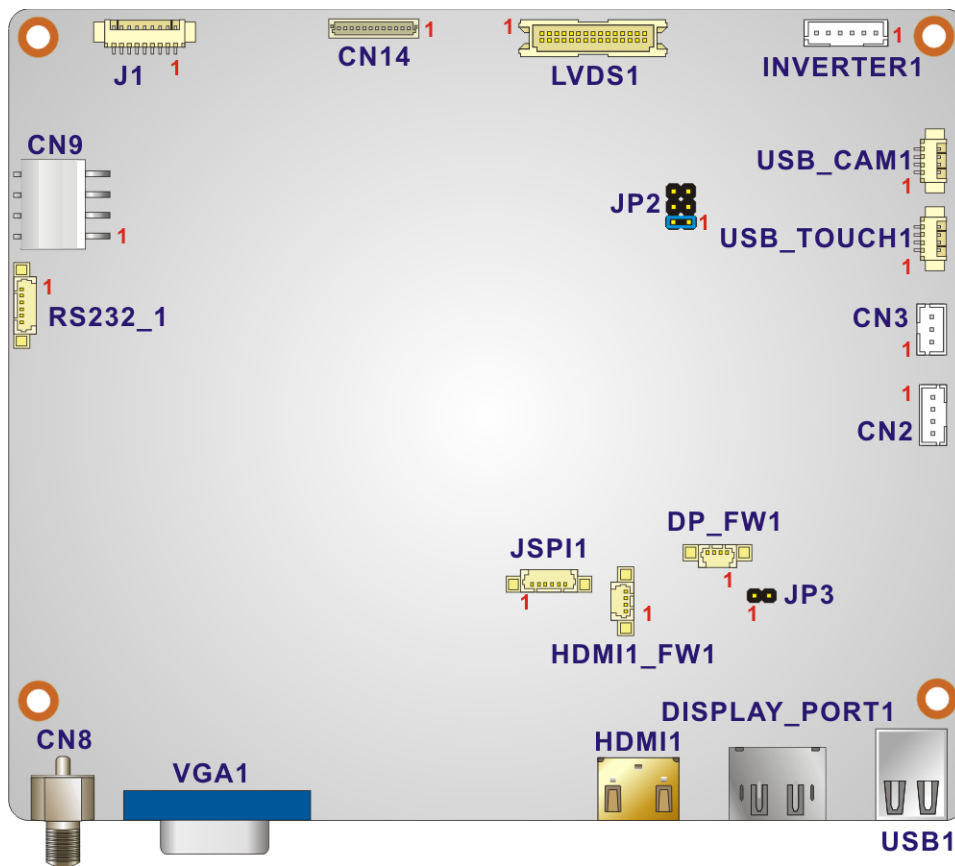 1
1
1
1
J1
CN14
LVDS1
INVERTER1
CN9
USB_CAM1
1
JP2
1
1
USB_TOUCH1
1
1
RS232_1
CN3
1
1
CN2
DP_FW1
JSPI1
1
1
1
JP3
1
HDMI1_FW1
DISPLAY_PORT1
CN8
HDMI1
VGA1
USB1